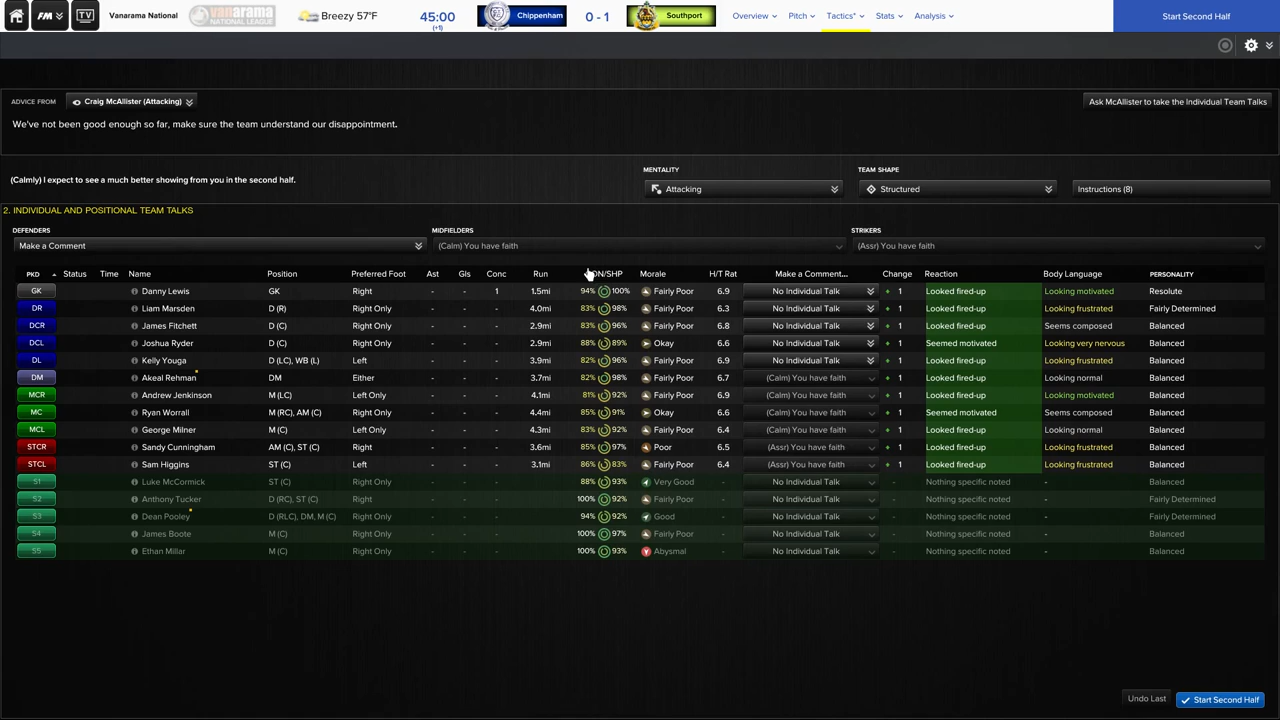 FM Vanarama National VANARAMA NATIONAL LEAGUE Breezy 57°F 45:00 (+1) Chippenham 0 - 1 Southport Overview Pitch Tactics* Stats Analysis Start Second Half
TV
ADVICE FROM Craig McAllister (Attacking) Ask McAllister to take the Individual Team Talks
We've not been good enough so far, make sure the team understand our disappointment.
MENTALITY TEAM SHAPE
(Calmly) I expect to see a much better showing from you in the second half. Attacking Structured Instructions (8)
2. INDIVIDUAL AND POSITIONAL TEAM TALKS
DEFENDERS MIDFIELDERS STRIKERS
Make a Comment (Calm) You have faith (Assr) You have faith
PKD Status Time Name Position Preferred Foot Ast Gls Conc Run ON/SHP Morale H/T Rat Make a Comment... Change Reaction Body Language PERSONALITY
GK Danny Lewis GK Right - - 1 1.5mi 94% 100% Fairly Poor 6.9 No Individual Talk 1 Looked fired-up Looking motivated Resolute
DR Liam Marsden D (R) Right Only - - - 4.0mi 83% 98% Fairly Poor 6.3 No Individual Talk 1 Looked fired-up Looking frustrated Fairly Determined
DCR James Fitchett D (C) Right Only - - - 2.9mi 83% 96% Fairly Poor 6.8 No Individual Talk 1 Looked fired-up Seems composed Balanced
DCL Joshua Ryder D (C) Right Only - - - 2.9mi 88% 89% Okay 6.6 No Individual Talk 1 Seemed motivated Looking very nervous Balanced
DL Kelly Youga D (LC), WB (L) Left - - - 3.9mi 82% 96% Fairly Poor 6.9 No Individual Talk 1 Looked fired-up Looking frustrated Balanced
DM Akeal Rehman DM Either - - - 3.7mi 82% 98% Fairly Poor 6.7 (Calm) You have faith 1 Looked fired-up Looking normal Balanced
MCR Andrew Jenkinson M (LC) Left Only - - - 4.1mi 81% 92% Fairly Poor 6.9 (Calm) You have faith 1 Looked fired-up Looking motivated Balanced
MC Ryan Worrall M (RC), AM (C) Right Only - - - 4.4mi 85% 91% Okay 6.6 (Calm) You have faith 1 Seemed motivated Seems composed Balanced
MCL George Milner M (C) Left Only - - - 4.3mi 83% 92% Fairly Poor 6.4 (Calm) You have faith 1 Looked fired-up Looking normal Balanced
STCR Sandy Cunningham AM (C), ST (C) Right - - - 3.6mi 85% 97% Poor 6.5 (Assr) You have faith 1 Looked fired-up Looking frustrated Balanced
STCL Sam Higgins ST (C) Left - - - 3.1mi 86% 83% Fairly Poor 6.4 (Assr) You have faith 1 Looked fired-up Looking frustrated Balanced
S1 Luke McCormick ST (C) Right Only - - - - 88% 93% Very Good - No Individual Talk Nothing specific noted - Balanced
S2 Anthony Tucker D (RC), ST (C) Right - - - - 100% 92% Fairly Poor - No Individual Talk Nothing specific noted - Fairly Determined
S3 Dean Pooley D (RLC), DM, M (C) Right Only - - - - 94% 92% Good - No Individual Talk Nothing specific noted - Fairly Determined
S4 James Boote M (C) Right Only - - - - 100% 97% Fairly Poor - No Individual Talk Nothing specific noted - Balanced
S5 Ethan Millar M (C) Right Only - - - - 100% 93% Abysmal - No Individual Talk Nothing specific noted - Balanced
Undo Last Start Second Half